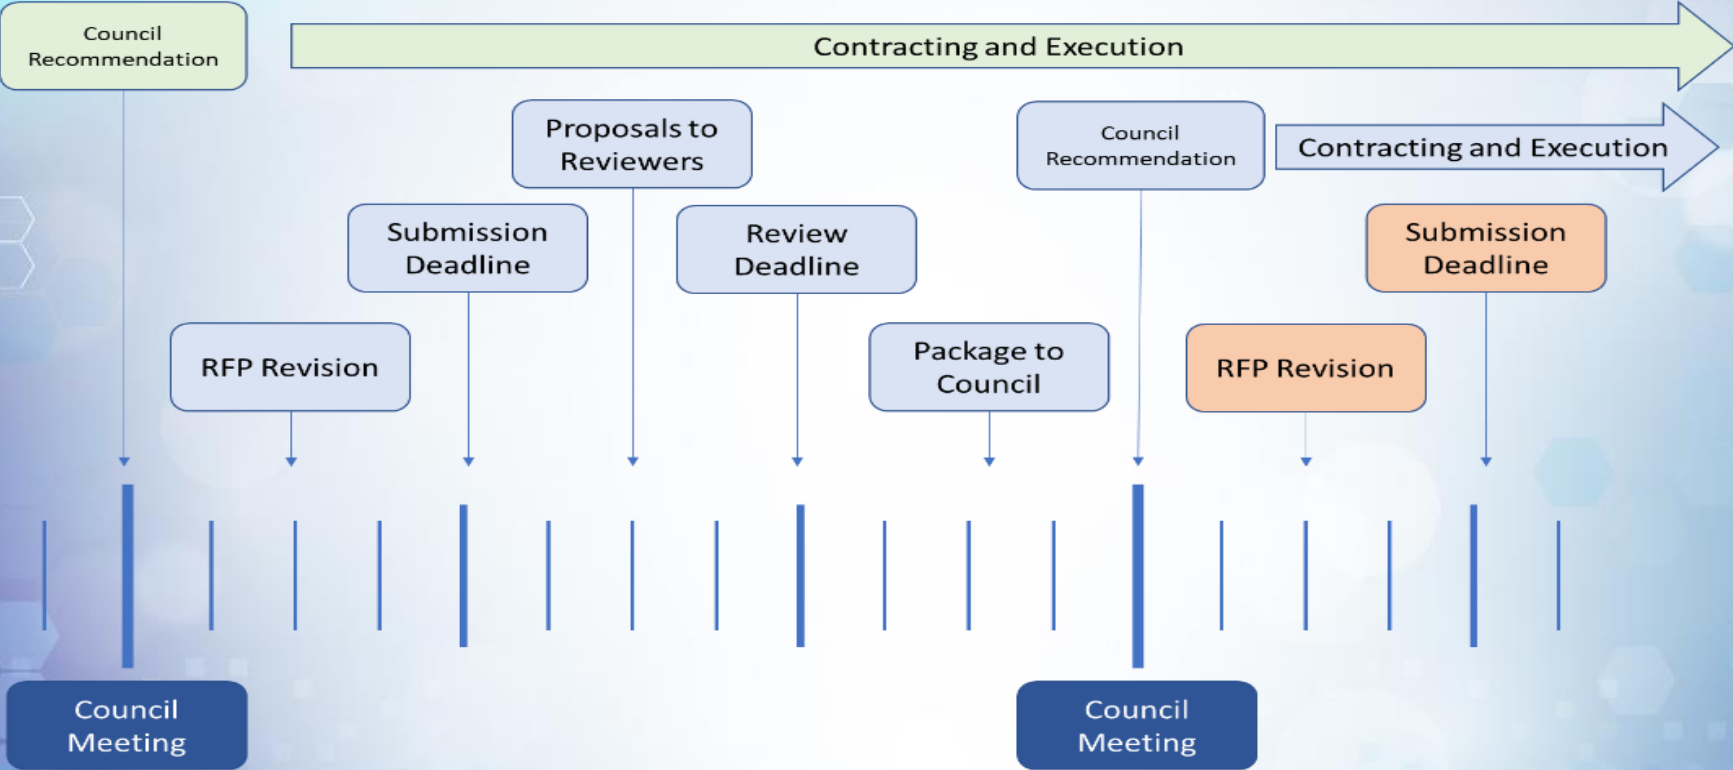 Council
Recommendation
Contracting and Execution
Proposals to
Reviewers
Council
Recommendation
Contracting and Execution
Submission
Deadline
Review
Deadline
Submission
Deadline
RFP Revision
Package to
Council
RFP Revision
Council
Meeting
Council
Meeting